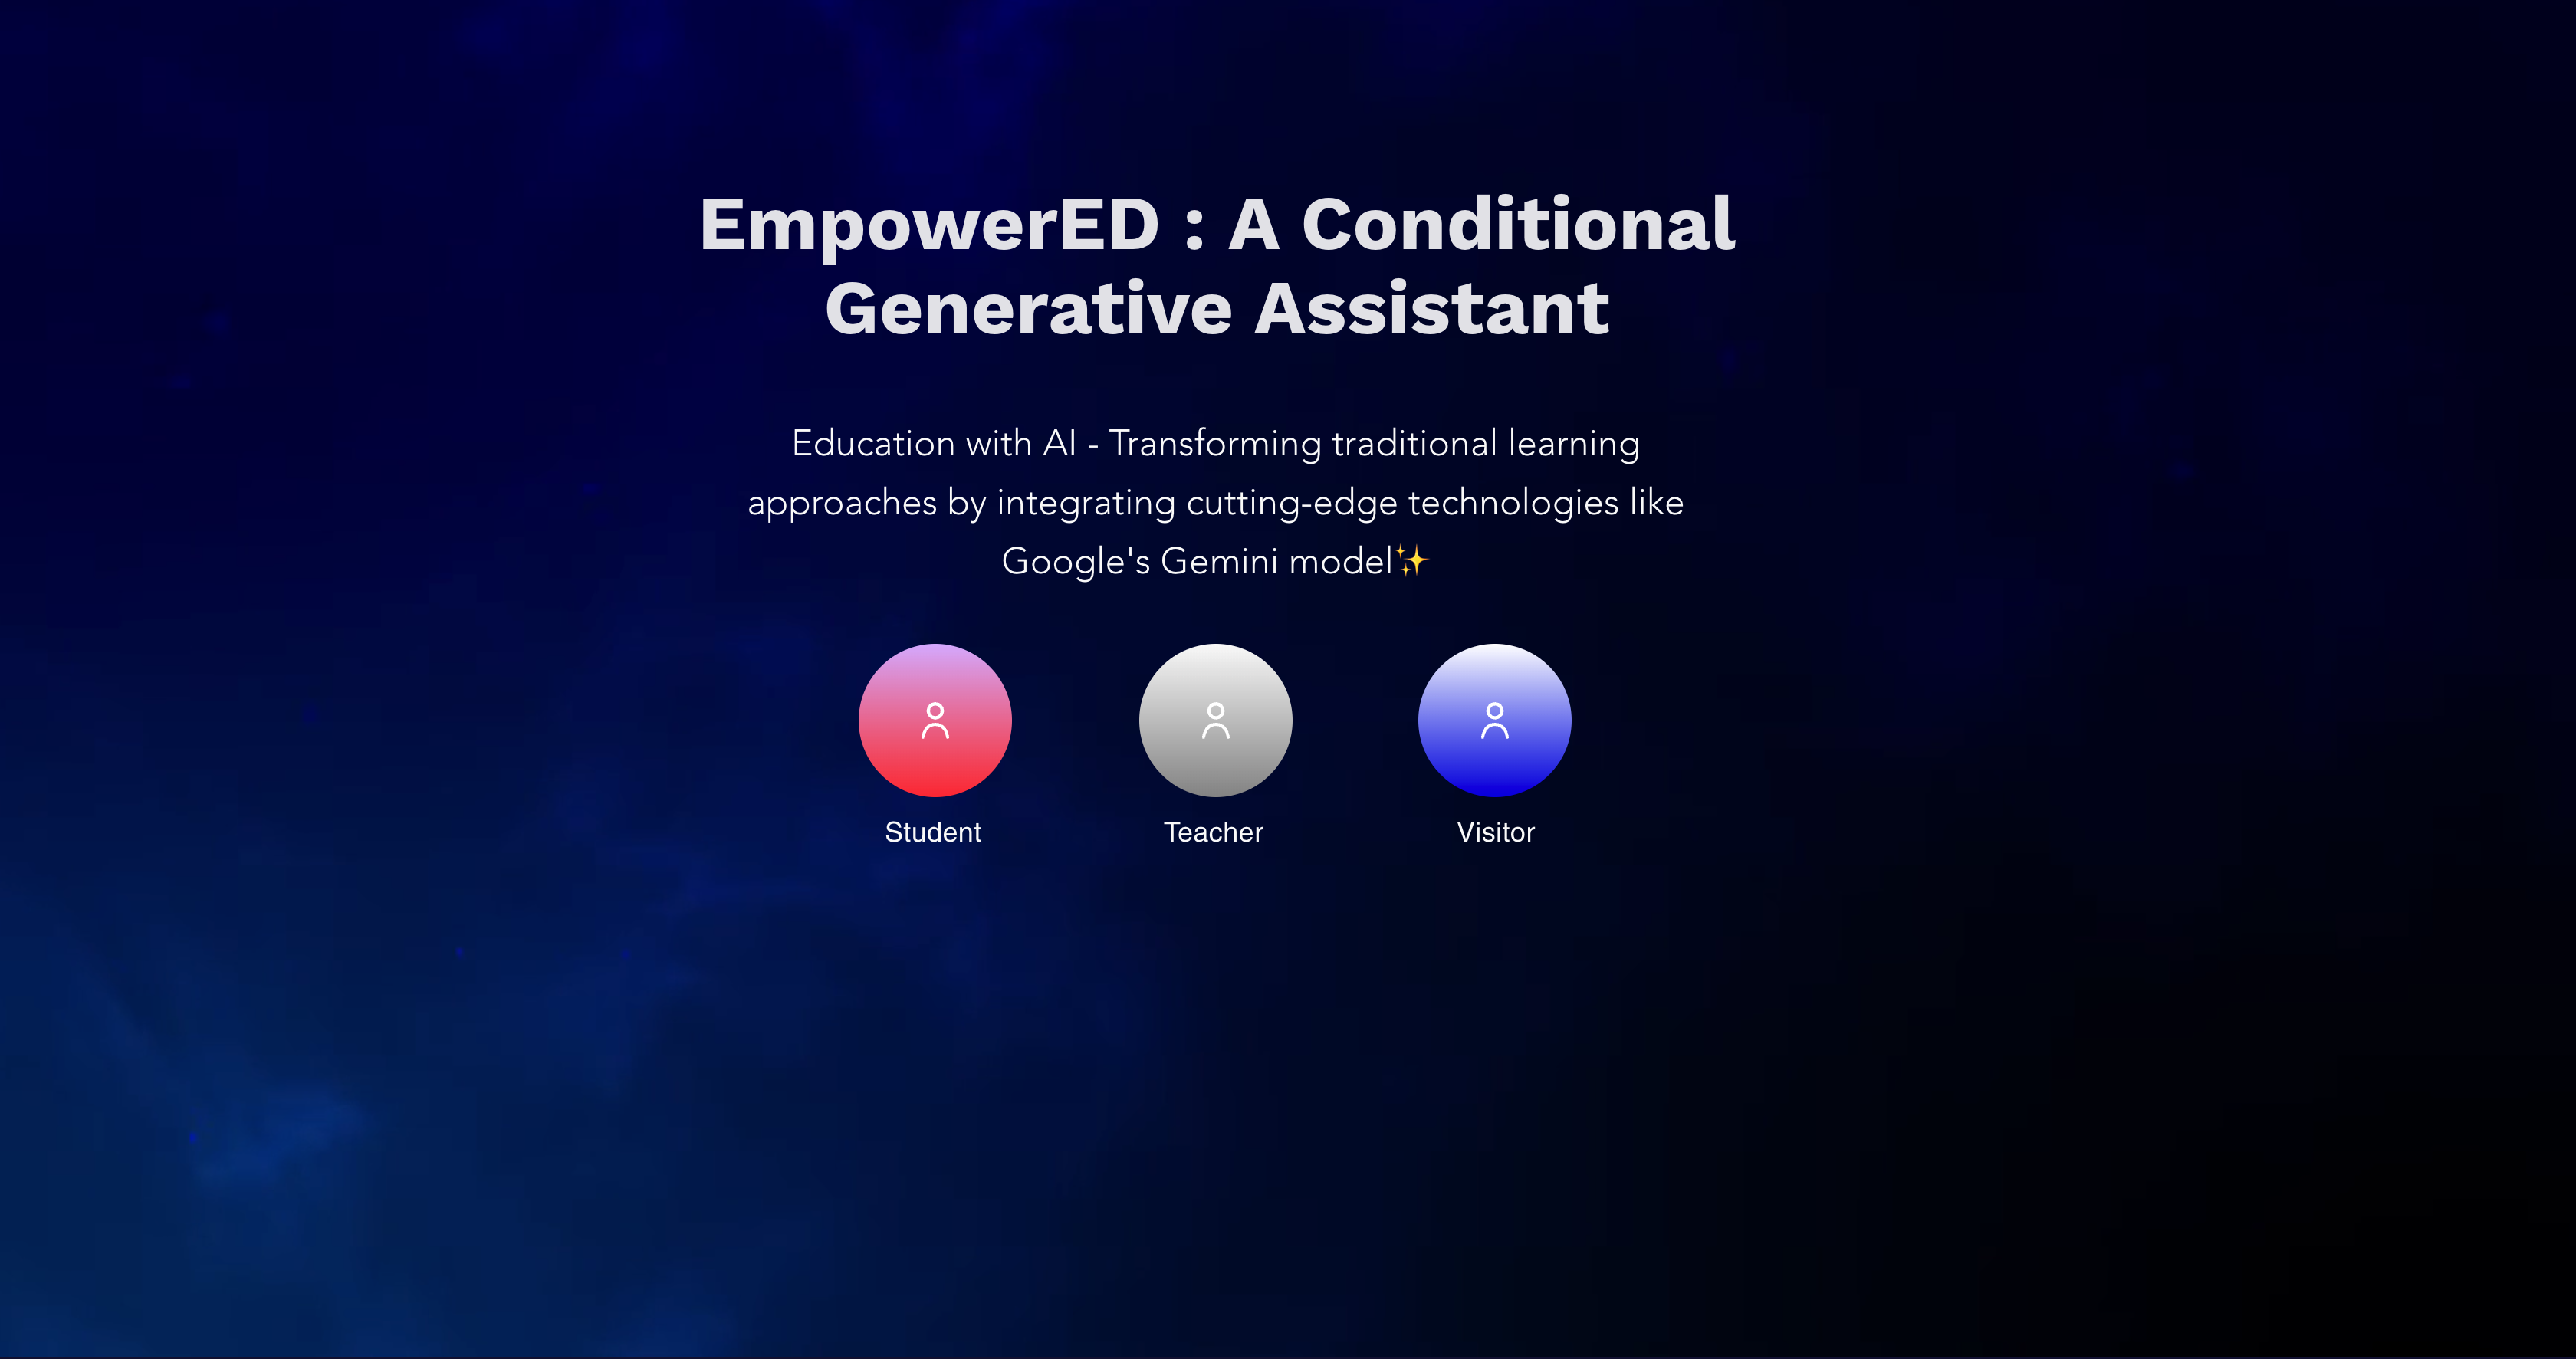 EmpowerED : A Conditional
Generative Assistant
Education with AI - Transforming traditional learning
approaches by integrating cutting-edge technologies like
Google's Gemini model✨
Student
Teacher
Visitor